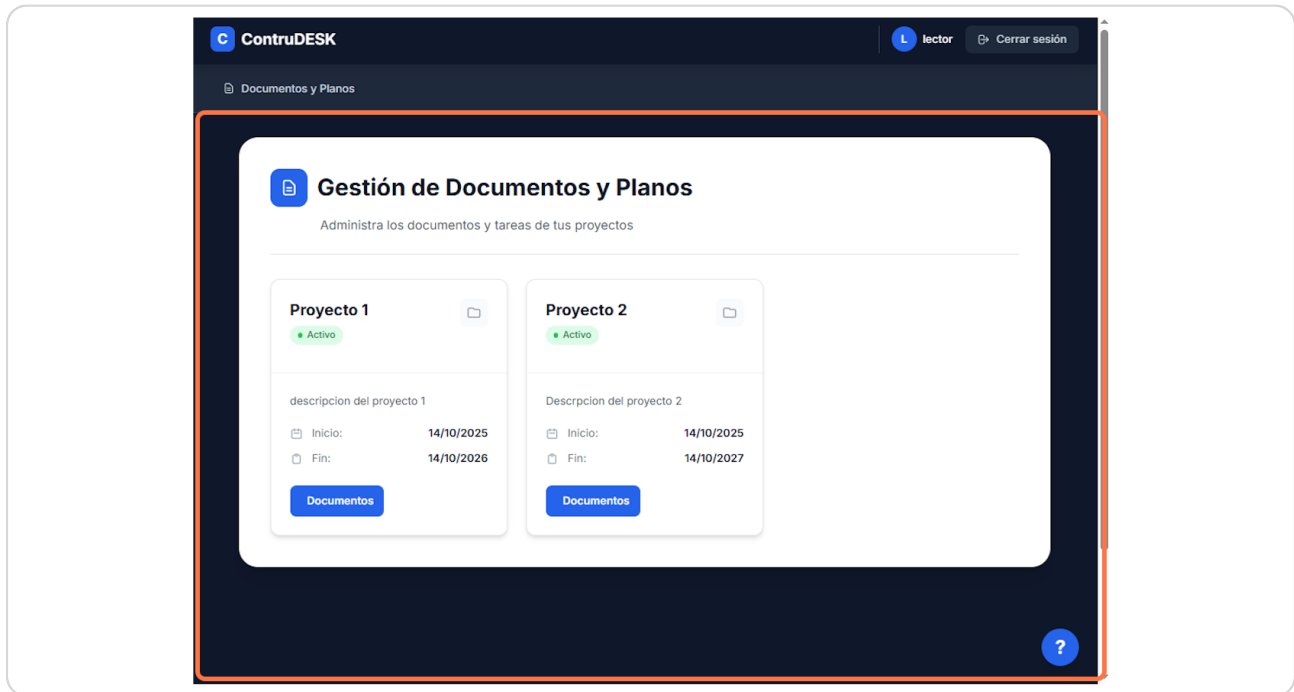 C ContruDESK
L lector Cerrar sesión
Documentos y Planos
Gestión de Documentos y Planos
Administra los documentos y tareas de tus proyectos
Proyecto 1
Activo
descripcion del proyecto 1
Inicio: 14/10/2025
Fin: 14/10/2026
Documentos
Proyecto 2
Activo
Descrpcion del proyecto 2
Inicio: 14/10/2025
Fin: 14/10/2027
Documentos
?